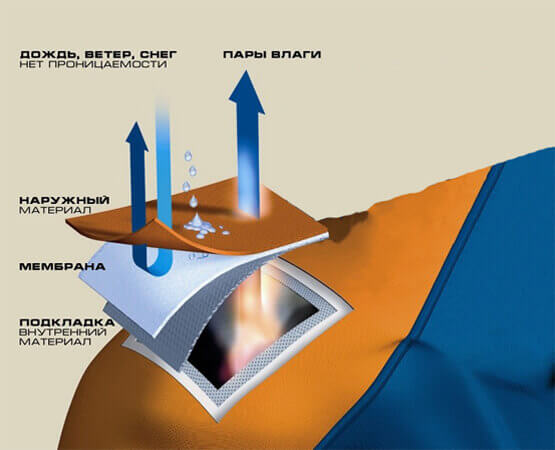 ДОЖДЬ, ВЕТЕР, СНЕГ
НЕТ ПРОНИЦАЕМОСТИ
ПАРЫ ВЛАГИ
НАРУЖНЫЙ
МАТЕРИАЛ
МЕМБРАНА
ПОДКЛАДКА
ВНУТРЕННИЙ
МАТЕРИАЛ